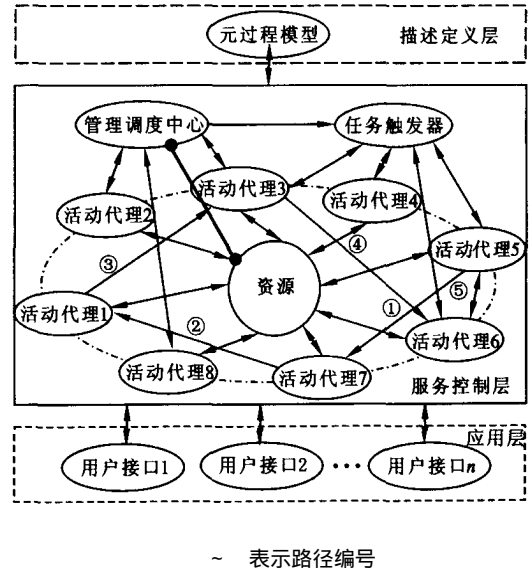 元过程模型
描述定义层
管理调度中心
任务触发器
活动代理3
活动代理2
活动代理4
④
活动代理5
③
资源
①
⑤
活动代理1
②
活动代理6
活动代理8
活动代理7
服务控制层
应用层
用户接口1
用户接口2
···
用户接口n
~ 表示路径编号